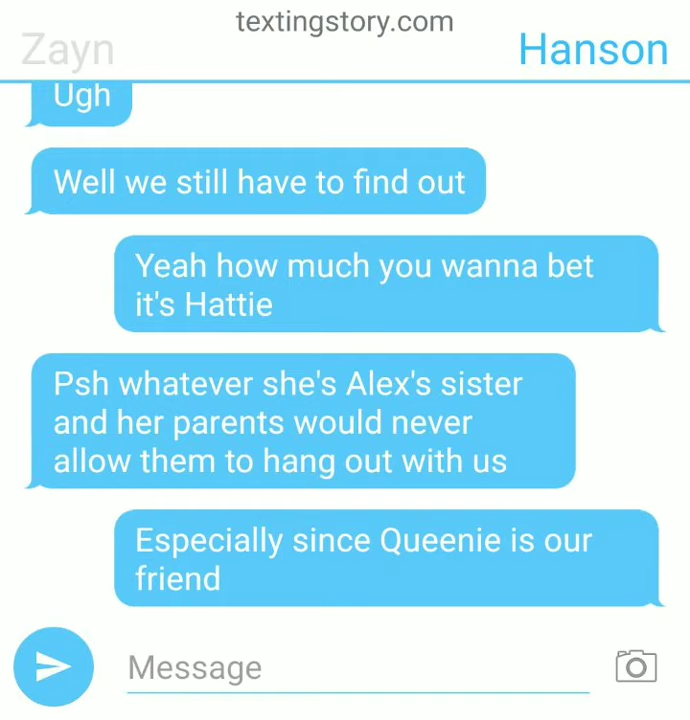 textingstory.com
Zayn
Hanson
Ugh
Well we still have to find out
Yeah how much you wanna bet
it's Hattie
Psh whatever she's Alex's sister
and her parents would never
allow them to hang out with us
Especially since Queenie is our
friend
Message